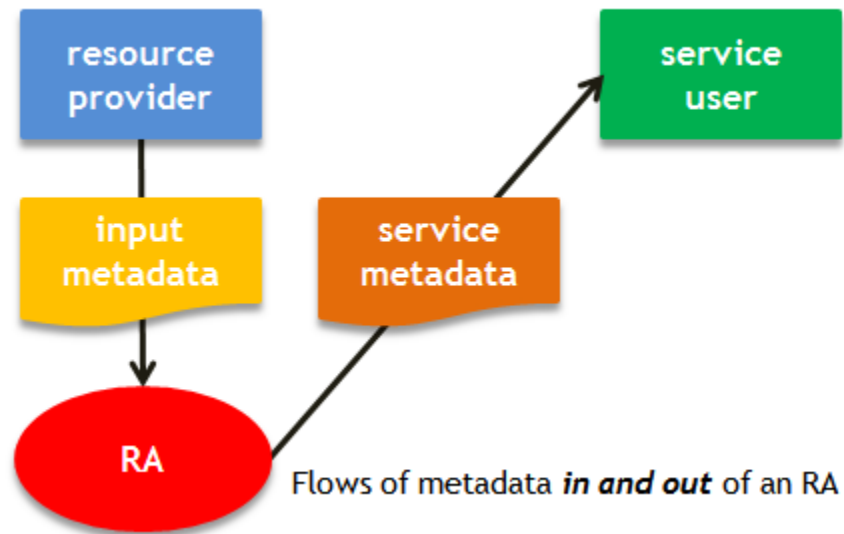 resource
provider
service
user
input
metadata
service
metadata
RA
Flows of metadata in and out of an RA